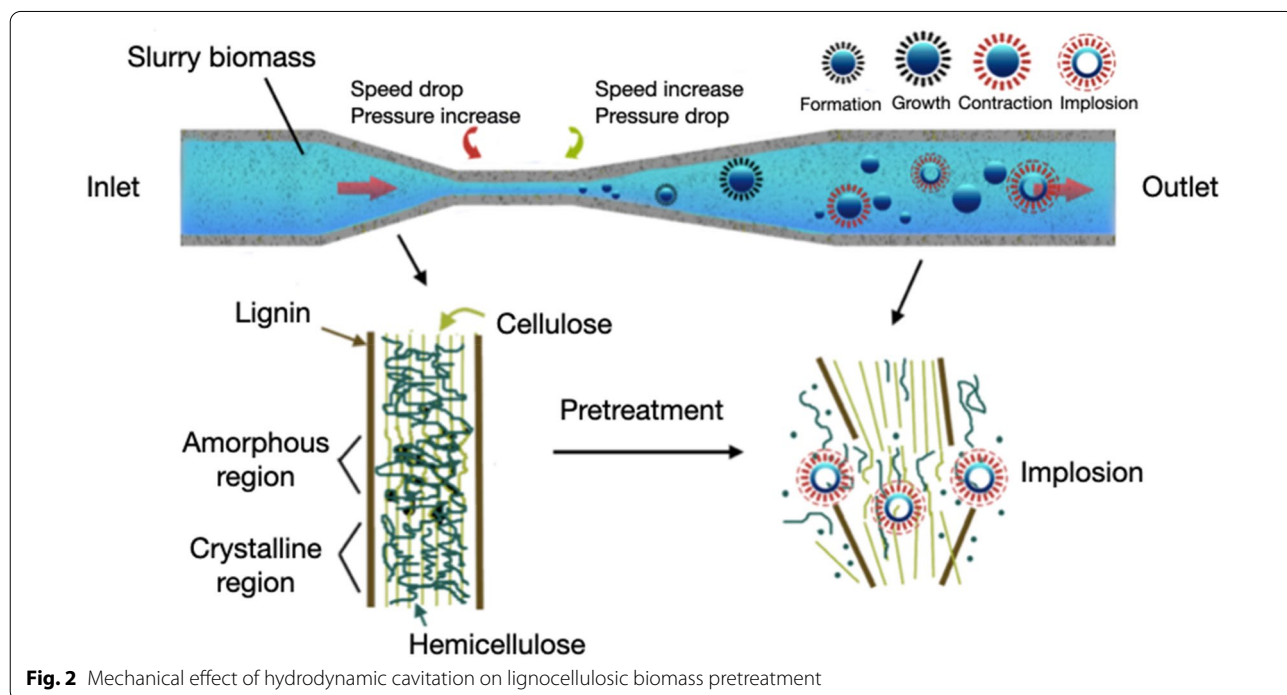 Slurry biomass
Speed drop
Pressure increase
Speed increase
Pressure drop
Formation Growth Contraction Implosion
Inlet
Outlet
Lignin
Cellulose
Amorphous
region
Crystalline
region
Hemicellulose
Pretreatment
Implosion
Fig. 2 Mechanical effect of hydrodynamic cavitation on lignocellulosic biomass pretreatment